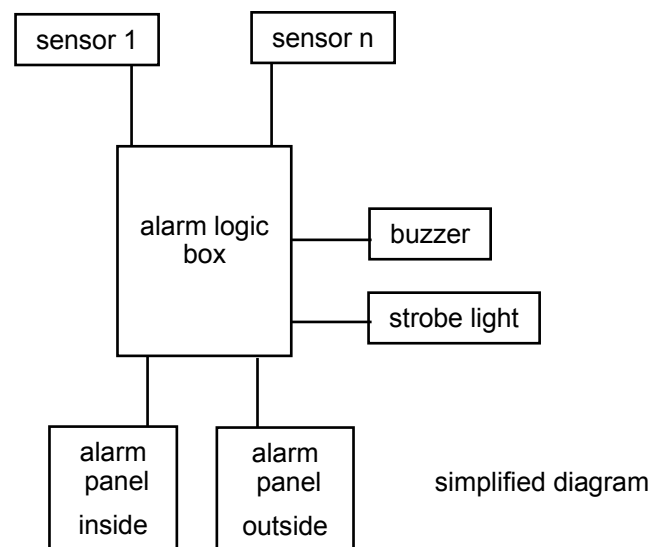 sensor 1
sensor n
alarm logic
box
buzzer
strobe light
alarm
panel
inside
alarm
panel
outside
simplified diagram